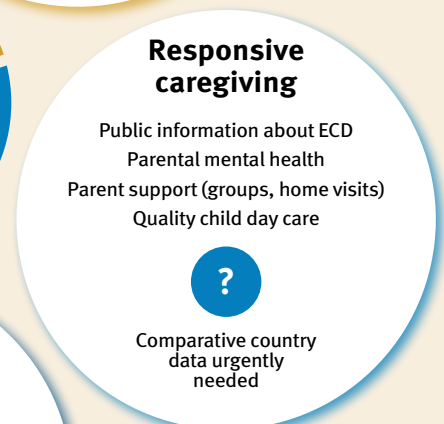 Responsive
caregiving
Public information about ECD
Parental mental health
Parent support (groups, home visits)
Quality child day care
?
Comparative country
data urgently
needed